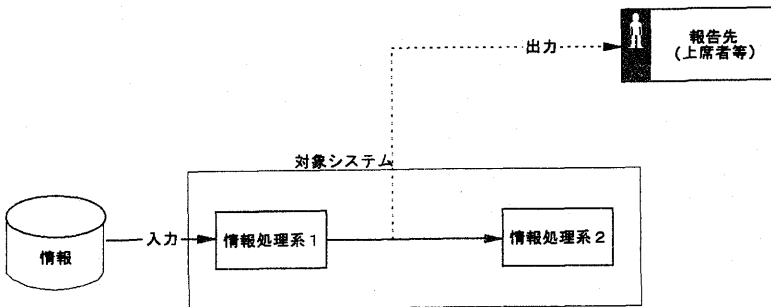 出力
報告先
(上席者等)
対象システム
情報
入力
情報処理系1
情報処理系2